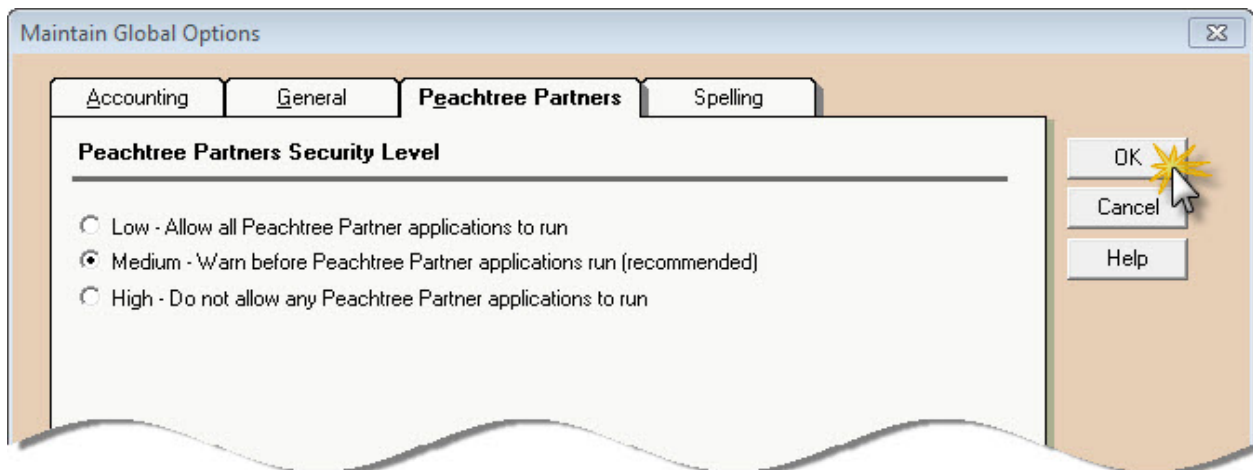 Maintain Global Options
Accounting General Peachtree Partners Spelling
Peachtree Partners Security Level
OK
Low - Allow all Peachtree Partner applications to run
Cancel
Medium - Warn before Peachtree Partner applications run (recommended)
Help
High - Do not allow any Peachtree Partner applications to run